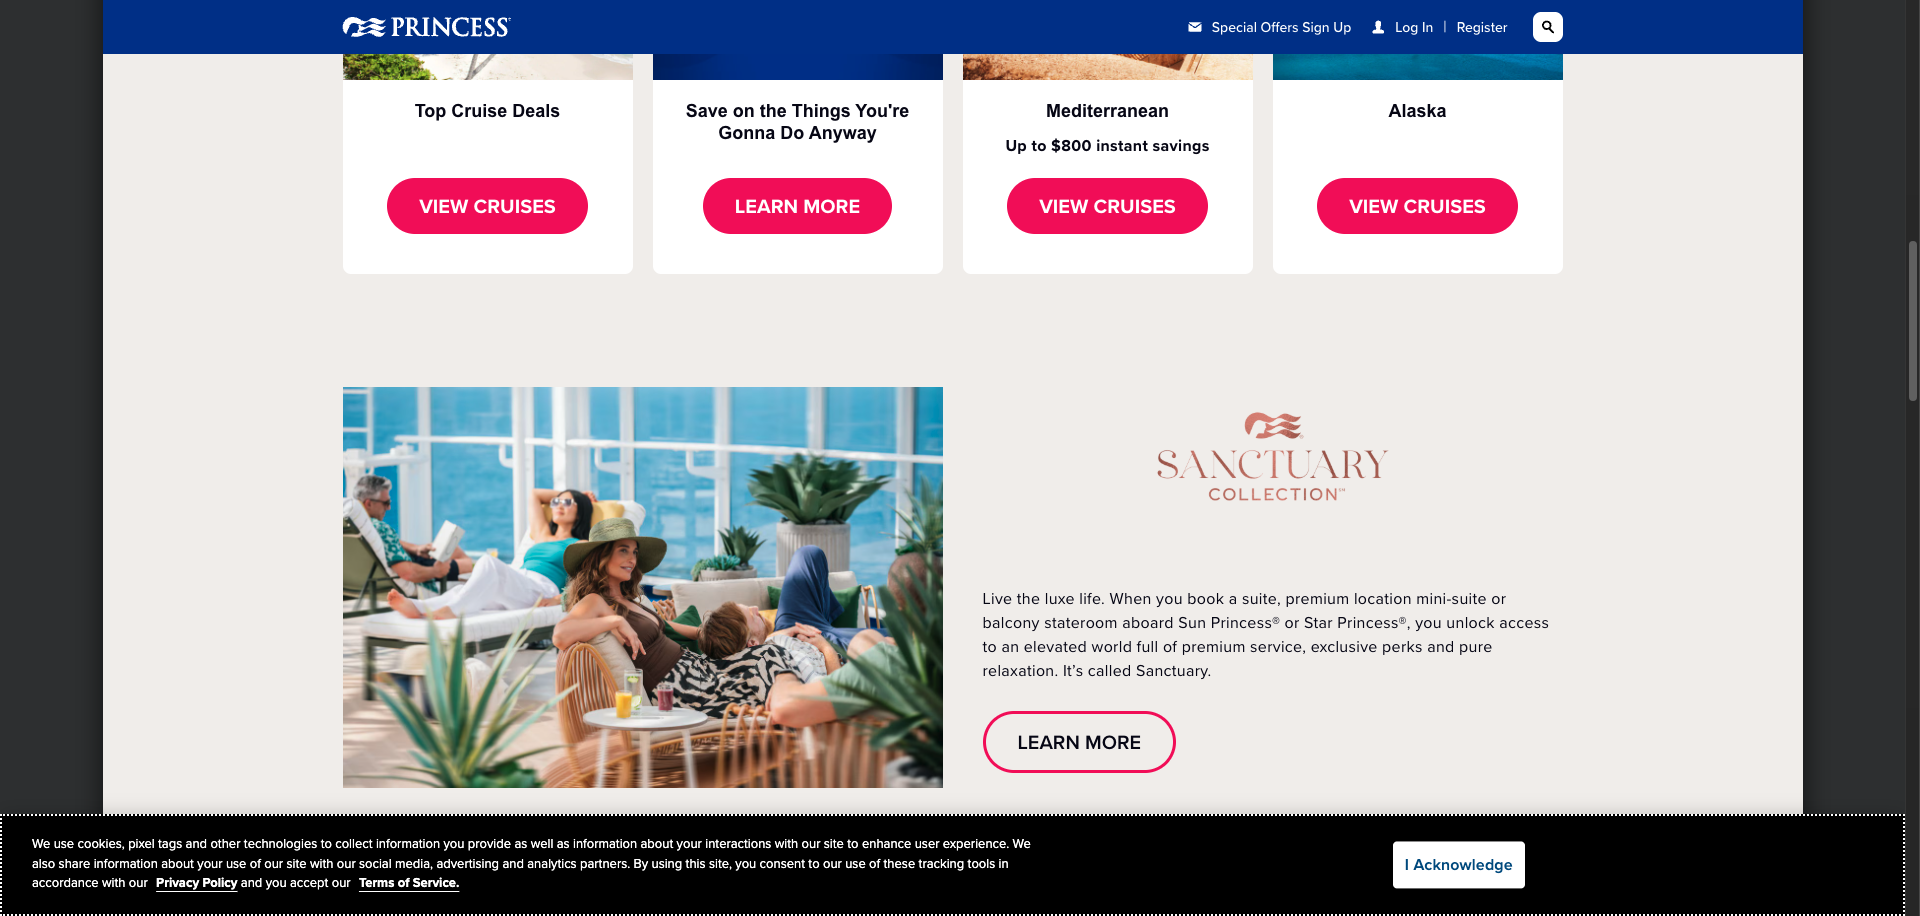 PRINCESS
Special Offers Sign Up
Log In | Register
Top Cruise Deals
VIEW CRUISES
Save on the Things You're
Gonna Do Anyway
LEARN MORE
Mediterranean
Up to $800 instant savings
VIEW CRUISES
Alaska
VIEW CRUISES
SANCTUARY
COLLECTION™
Live the luxe life. When you book a suite, premium location mini-suite or
balcony stateroom aboard Sun Princess® or Star Princess®, you unlock access
to an elevated world full of premium service, exclusive perks and pure
relaxation. It’s called Sanctuary.
LEARN MORE
We use cookies, pixel tags and other technologies to collect information you provide as well as information about your interactions with our site to enhance user experience. We
also share information about your use of our site with our social media, advertising and analytics partners. By using this site, you consent to our use of these tracking tools in
accordance with our Privacy Policy and you accept our Terms of Service.
I Acknowledge